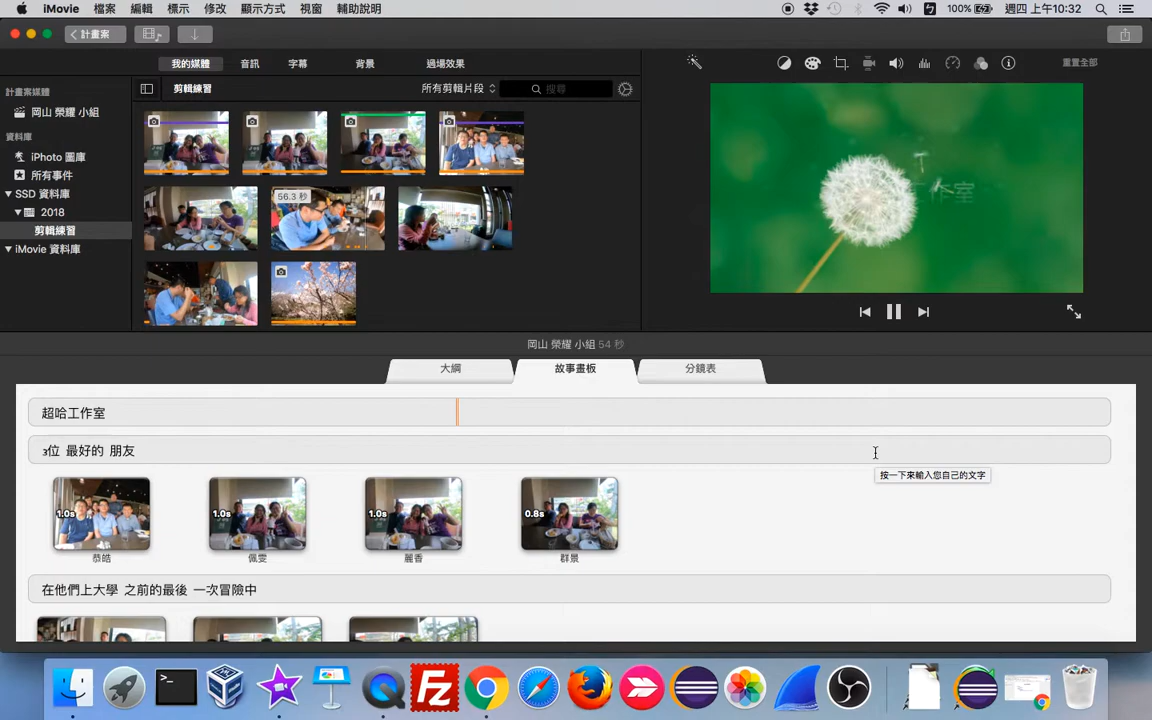 iMovie 檔案 編輯 標示 修改 顯示方式 視窗 輔助說明 100% 週四 上午10:32
計畫案
我的媒體 音訊 字幕 背景 過場效果 重置全部
計畫案媒體
岡山 榮耀 小組
資料庫
iPhoto 圖庫
所有事件
SSD 資料庫
2018
剪輯練習
iMovie 資料庫
剪輯練習 所有剪輯片段 搜尋
56.3 秒
工作室
岡山 榮耀 小組 54 秒
大綱 故事畫板 分鏡表
超哈工作室
3位 最好的 朋友
按一下來輸入您自己的文字
1.0s 1.0s 1.0s 0.8s
恭皓 佩雯 麗香 群景
在他們上大學 之前的最後 一次冒險中